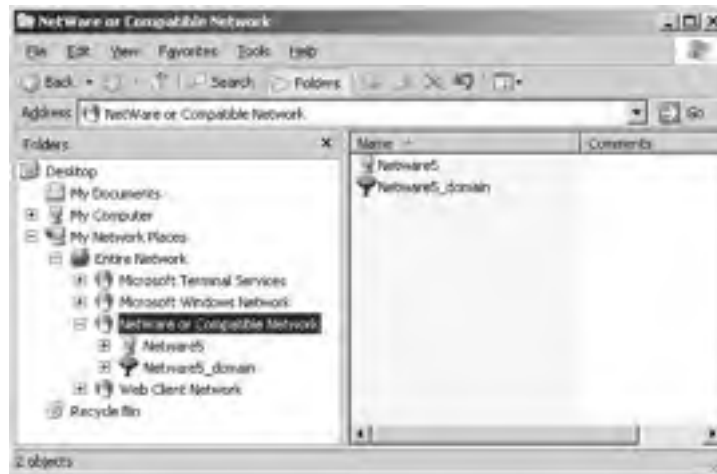 NetWare or Compatible Network
File Edit View Favorites Tools Help
Back Search Folders
Address NetWare or Compatible Network Go
Folders x Name Comments
Desktop
My Documents
My Computer
My Network Places
Entire Network
Microsoft Terminal Services
Microsoft Windows Network
NetWare or Compatible Network
Netware5
Netware5_domain
Web Client Network
Recycle Bin
Netware5
Netware5_domain
2 objects